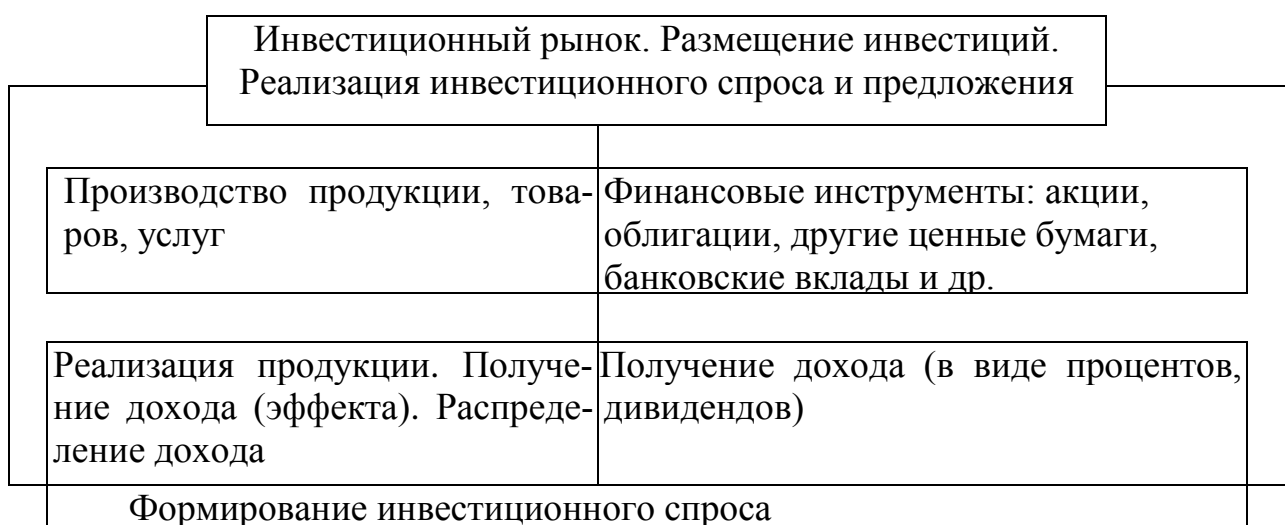 Инвестиционный рынок. Размещение инвестиций.
Реализация инвестиционного спроса и предложения
Производство продукции, това-
ров, услуг
Финансовые инструменты: акции,
облигации, другие ценные бумаги,
банковские вклады и др.
Реализация продукции. Получе-
ние дохода (эффекта). Распреде-
ление дохода
Получение дохода (в виде процентов,
дивидендов)
Формирование инвестиционного спроса